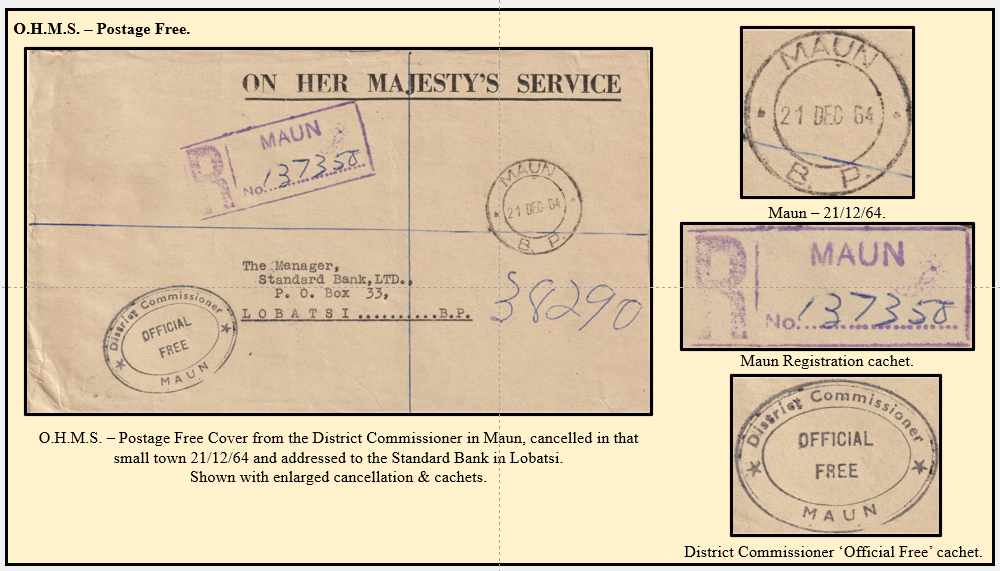 O.H.M.S. – Postage Free.
ON HER MAJESTY'S SERVICE
R
MAUN
No. 137358
MAUN
21 DEC 64
B. P.
The Manager,
Standard Bank,LTD.,
P. O. Box 33,
LOBATSI.........B.P.
38290
District Commissioner
OFFICIAL
FREE
MAUN
O.H.M.S. – Postage Free Cover from the District Commissioner in Maun, cancelled in that
small town 21/12/64 and addressed to the Standard Bank in Lobatsi.
Shown with enlarged cancellation & cachets.
MAUN
21 DEC 64
B. P.
Maun – 21/12/64.
R
MAUN
No. 137358
Maun Registration cachet.
District Commissioner
OFFICIAL
FREE
MAUN
District Commissioner ‘Official Free’ cachet.